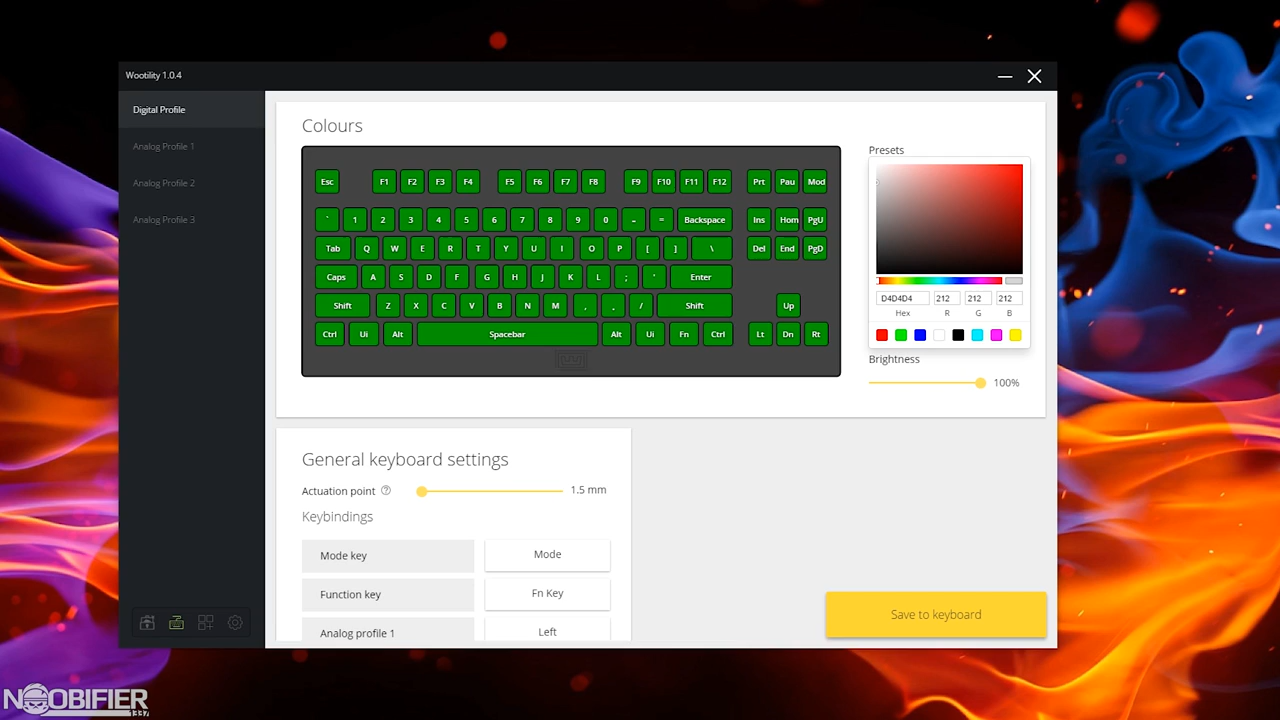 Wootility 1.0.4
Digital Profile
Analog Profile 1
Analog Profile 2
Analog Profile 3
Colours
Esc F1 F2 F3 F4 F5 F6 F7 F8 F9 F10 F11 F12 Prt Pau Mod
` 1 2 3 4 5 6 7 8 9 0 - = Backspace Ins Hom PgU
Tab Q W E R T Y U I O P [ ] \ Del End PgD
Caps A S D F G H J K L ; ' Enter
Shift Z X C V B N M , . / Shift Up
Ctrl Ui Alt Spacebar Alt Ui Fn Ctrl Lt Dn Rt
Presets
D4D4D4 212 212 212
Hex R G B
Brightness
100%
General keyboard settings
Actuation point ? 1.5 mm
Keybindings
Mode key Mode
Function key Fn Key
Analog profile 1 Left
Save to keyboard
NOOBIFIER
1337